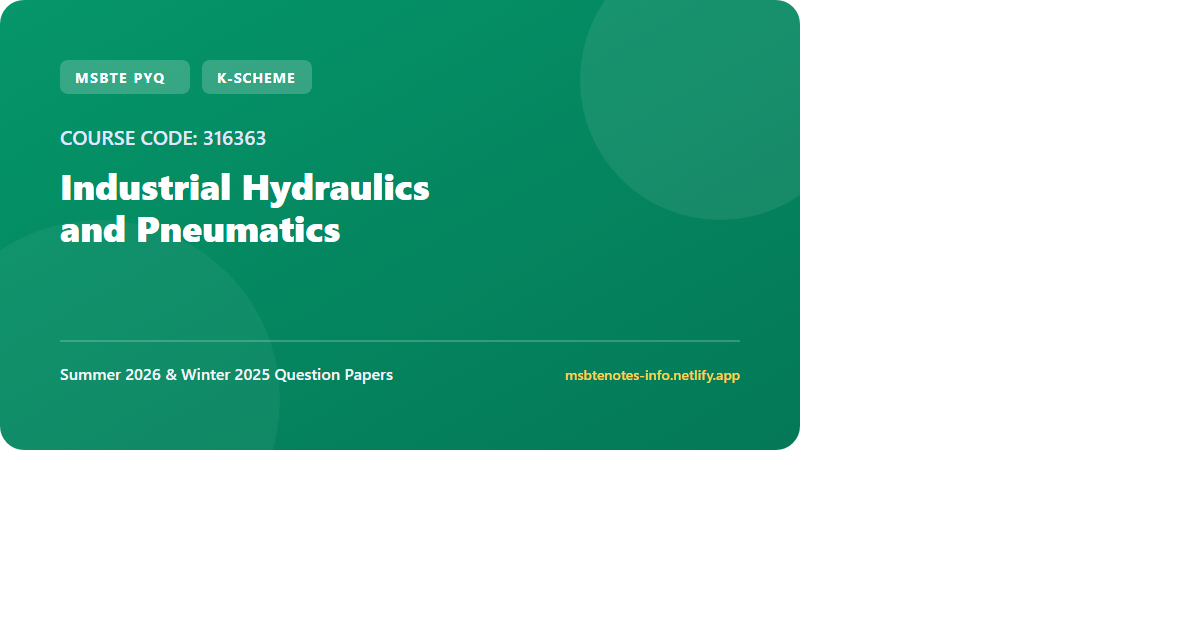 MSBTE PYQ
K-SCHEME
COURSE CODE: 316363
Industrial Hydraulics
and Pneumatics
Summer 2026 & Winter 2025 Question Papers
msbtenotes-info.netlify.app